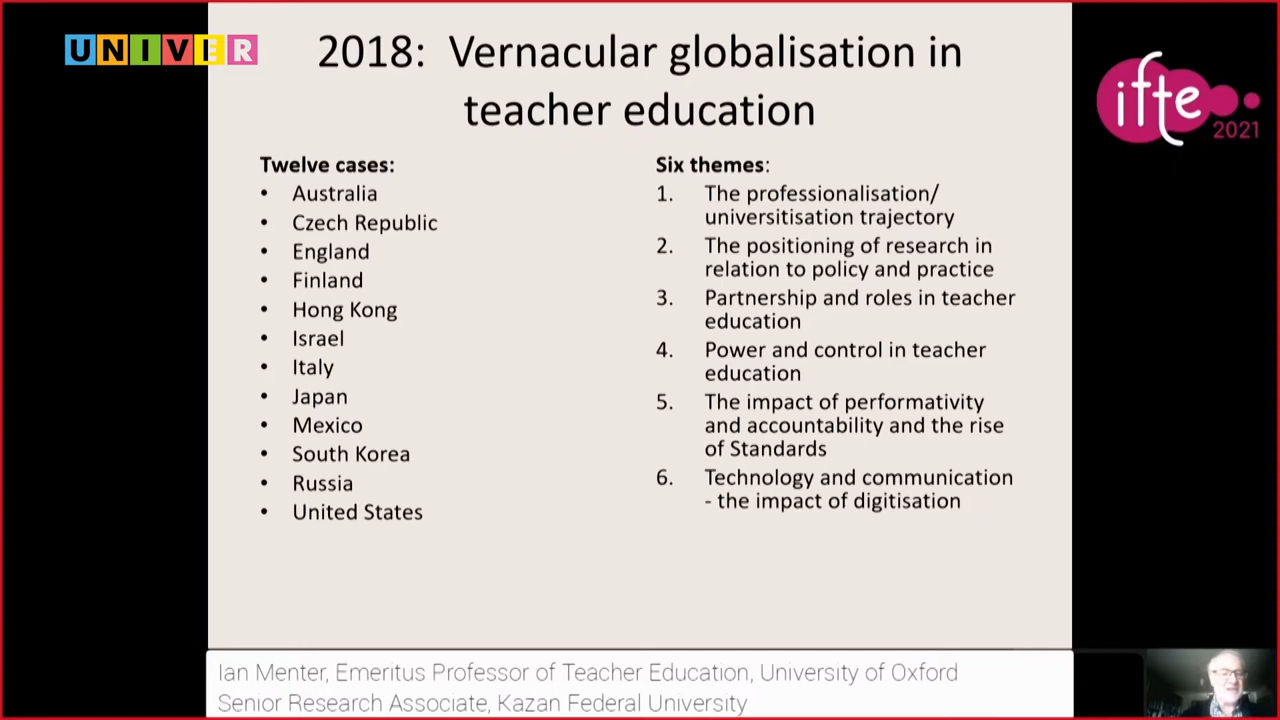 UNIVER
2018: Vernacular globalisation in
teacher education
ifte
2021
Twelve cases:
• Australia
• Czech Republic
• England
• Finland
• Hong Kong
• Israel
• Italy
• Japan
• Mexico
• South Korea
• Russia
• United States
Six themes:
1. The professionalisation/
universitisation trajectory
2. The positioning of research in
relation to policy and practice
3. Partnership and roles in teacher
education
4. Power and control in teacher
education
5. The impact of performativity
and accountability and the rise
of Standards
6. Technology and communication
- the impact of digitisation
Ian Menter, Emeritus Professor of Teacher Education, University of Oxford
Senior Research Associate, Kazan Federal University